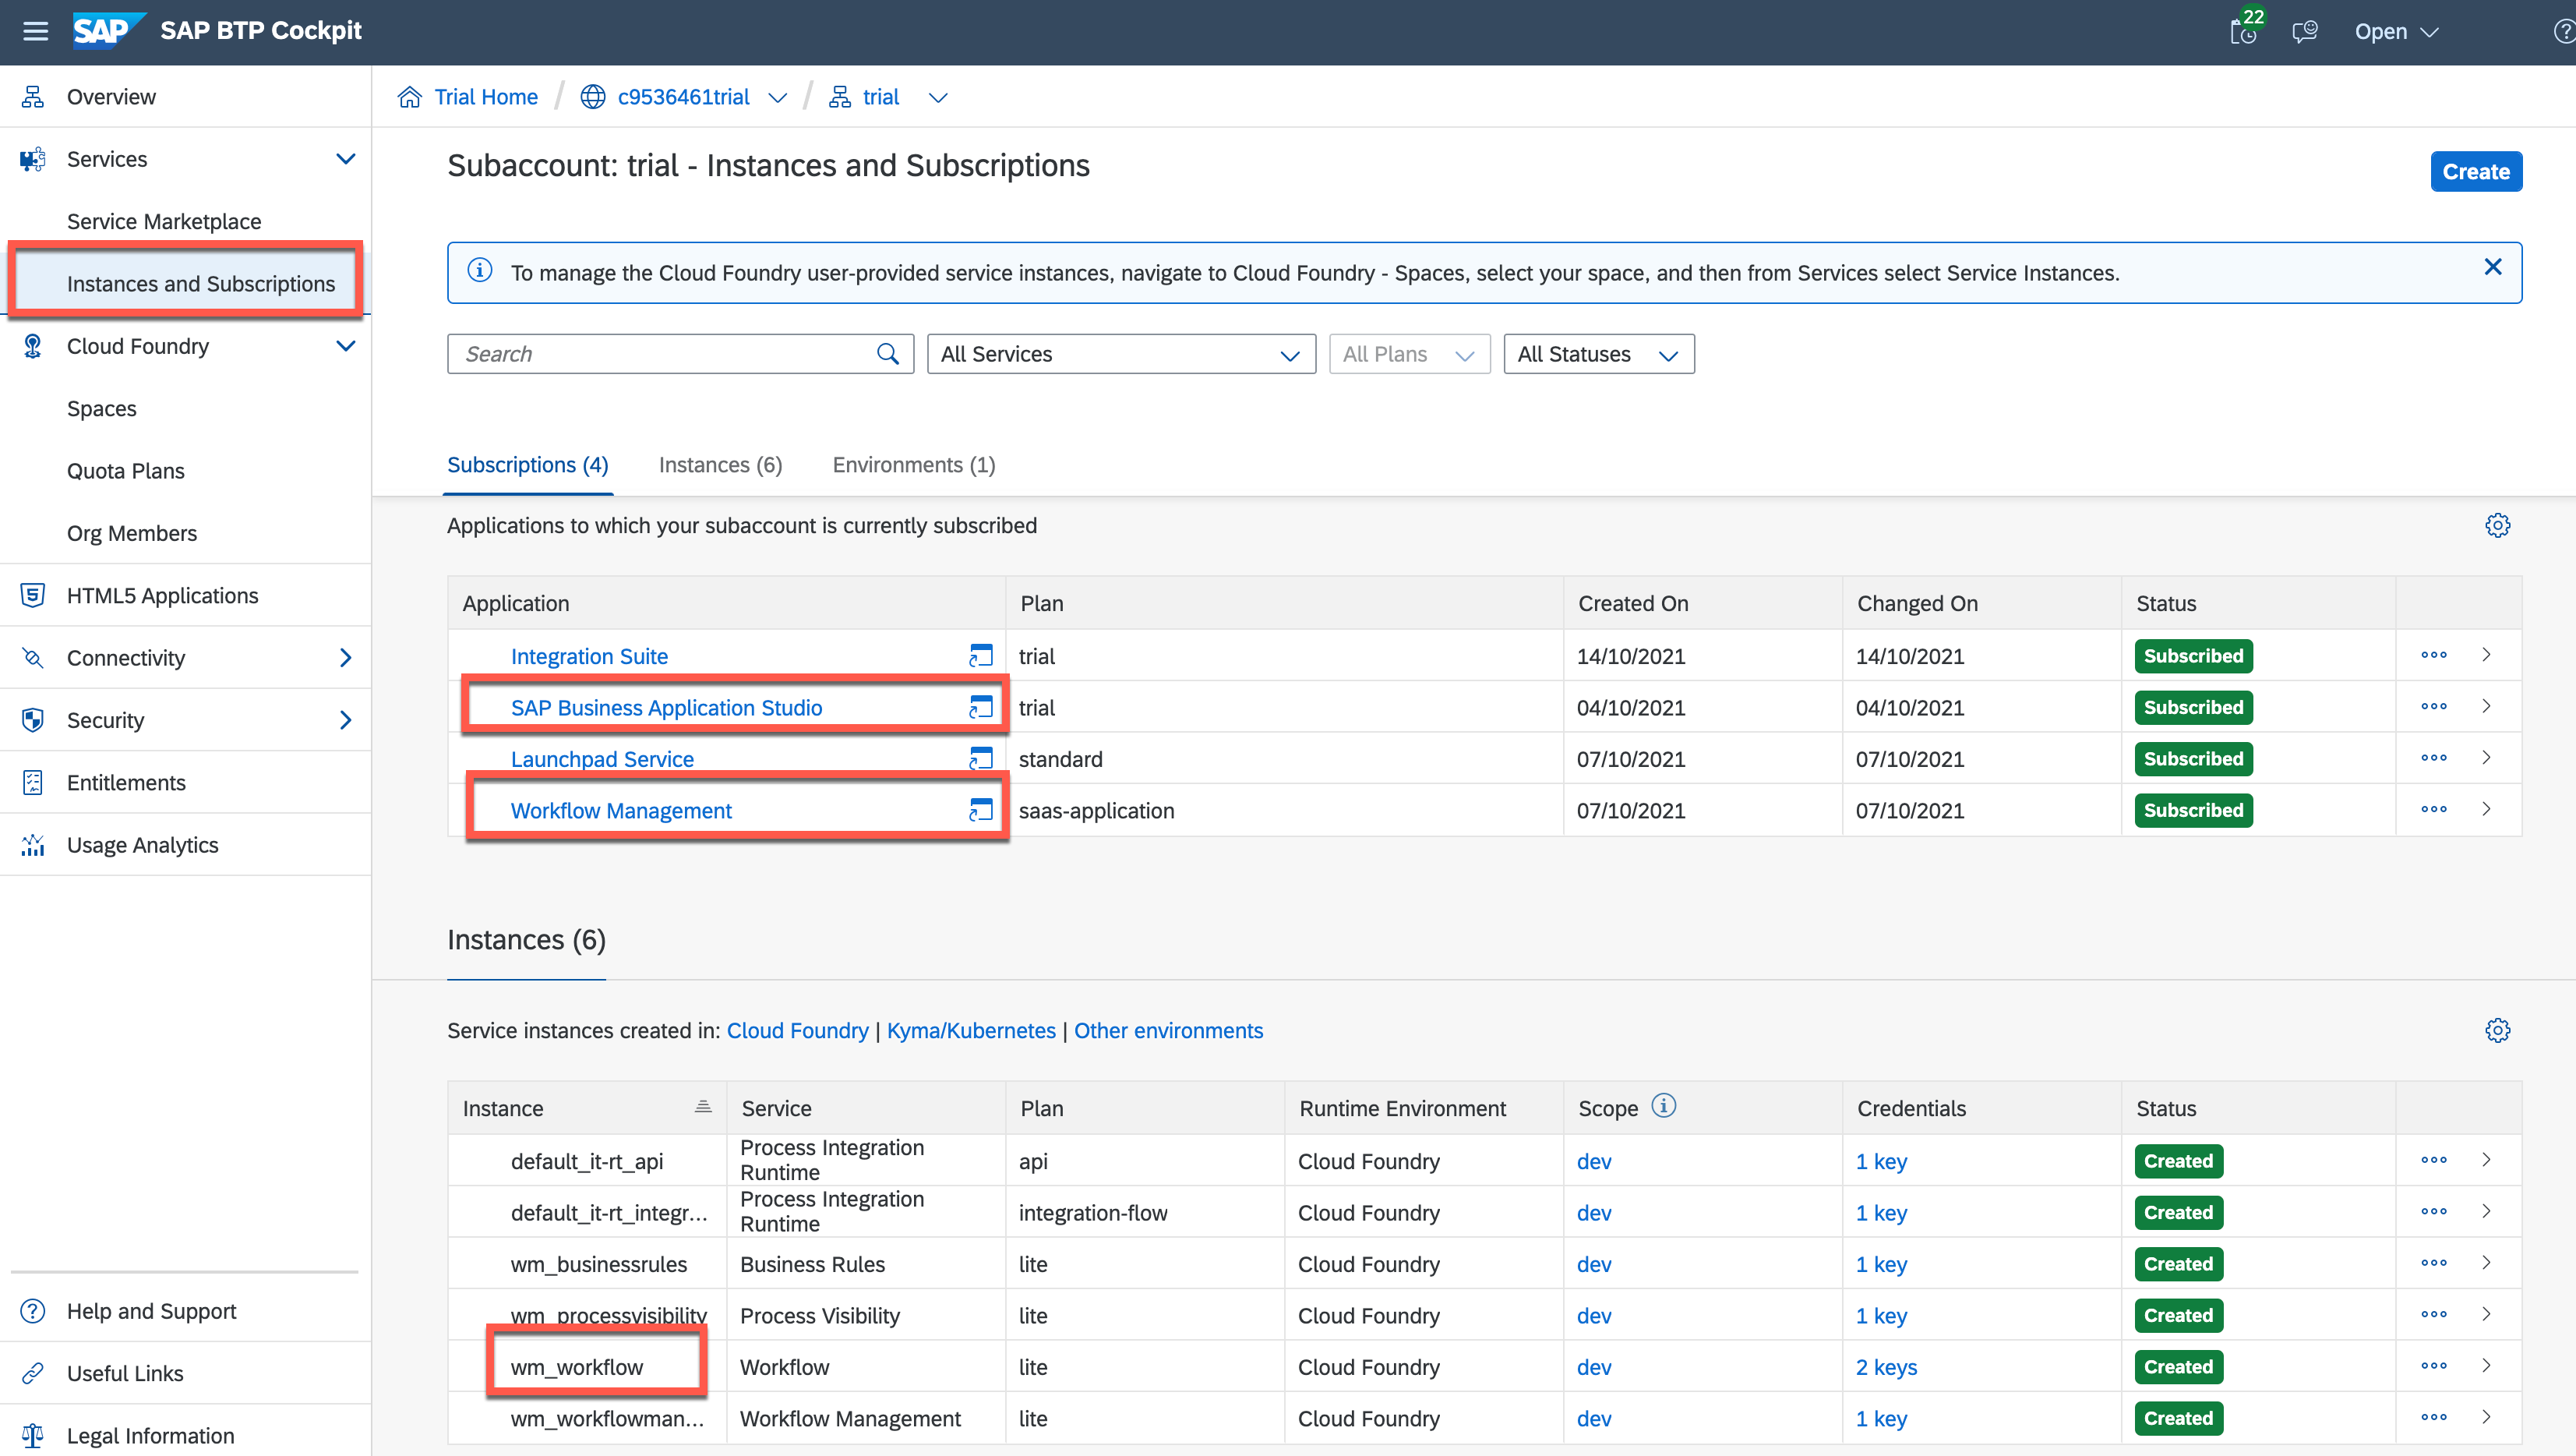 SAP SAP BTP Cockpit
22
Open
Overview
Services
Service Marketplace
Instances and Subscriptions
Cloud Foundry
Spaces
Quota Plans
Org Members
HTML5 Applications
Connectivity
Security
Entitlements
Usage Analytics
Help and Support
Useful Links
Legal Information
Trial Home / c9536461trial / trial
Subaccount: trial - Instances and Subscriptions
Create
To manage the Cloud Foundry user-provided service instances, navigate to Cloud Foundry - Spaces, select your space, and then from Services select Service Instances.
Search All Services All Plans All Statuses
Subscriptions (4) Instances (6) Environments (1)
Applications to which your subaccount is currently subscribed
Application Plan Created On Changed On Status
Integration Suite trial 14/10/2021 14/10/2021 Subscribed
SAP Business Application Studio trial 04/10/2021 04/10/2021 Subscribed
Launchpad Service standard 07/10/2021 07/10/2021 Subscribed
Workflow Management saas-application 07/10/2021 07/10/2021 Subscribed
Instances (6)
Service instances created in: Cloud Foundry | Kyma/Kubernetes | Other environments
Instance Service Plan Runtime Environment Scope Credentials Status
default_it-rt_api Process Integration Runtime api Cloud Foundry dev 1 key Created
default_it-rt_integr... Process Integration Runtime integration-flow Cloud Foundry dev 1 key Created
wm_businessrules Business Rules lite Cloud Foundry dev 1 key Created
wm_processvisibility Process Visibility lite Cloud Foundry dev 1 key Created
wm_workflow Workflow lite Cloud Foundry dev 2 keys Created
wm_workflowman... Workflow Management lite Cloud Foundry dev 1 key Created